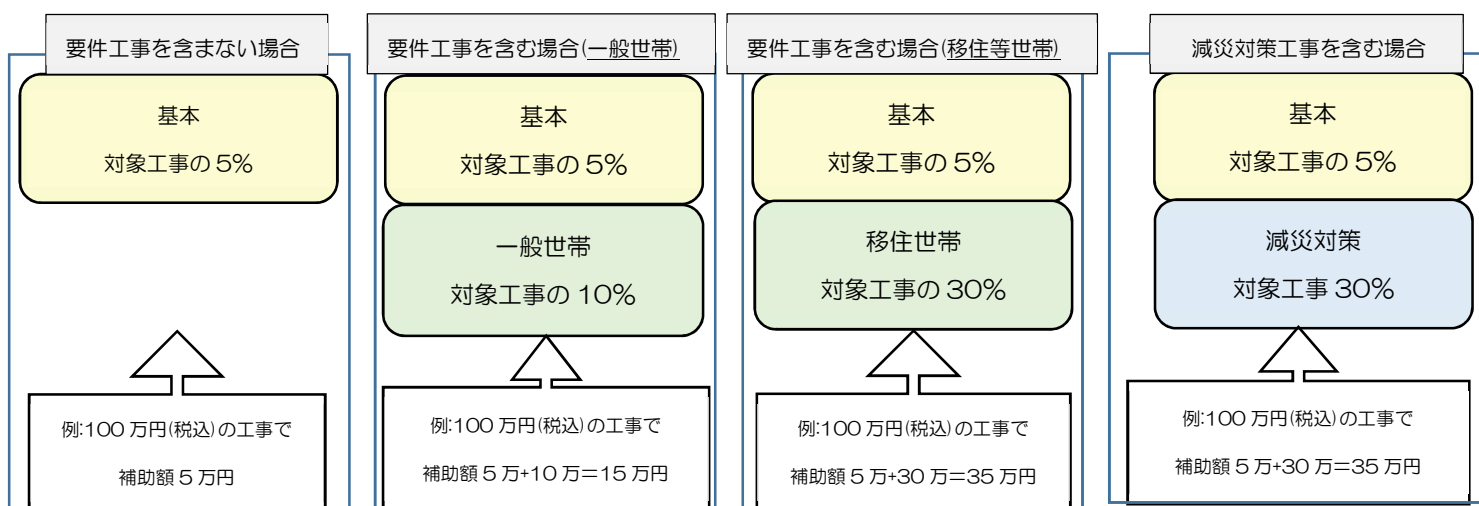 要件工事を含まない場合
基本
対象工事の 5%
例:100 万円(税込)の工事で
補助額 5 万円
要件工事を含む場合(一般世帯)
基本
対象工事の 5%
一般世帯
対象工事の 10%
例:100 万円(税込)の工事で
補助額 5 万+10 万＝15 万円
要件工事を含む場合(移住等世帯)
基本
対象工事の 5%
移住世帯
対象工事の 30%
例:100 万円(税込)の工事で
補助額 5 万+30 万＝35 万円
減災対策工事を含む場合
基本
対象工事の 5%
減災対策
対象工事 30%
例:100 万円(税込)の工事で
補助額 5 万+30 万＝35 万円